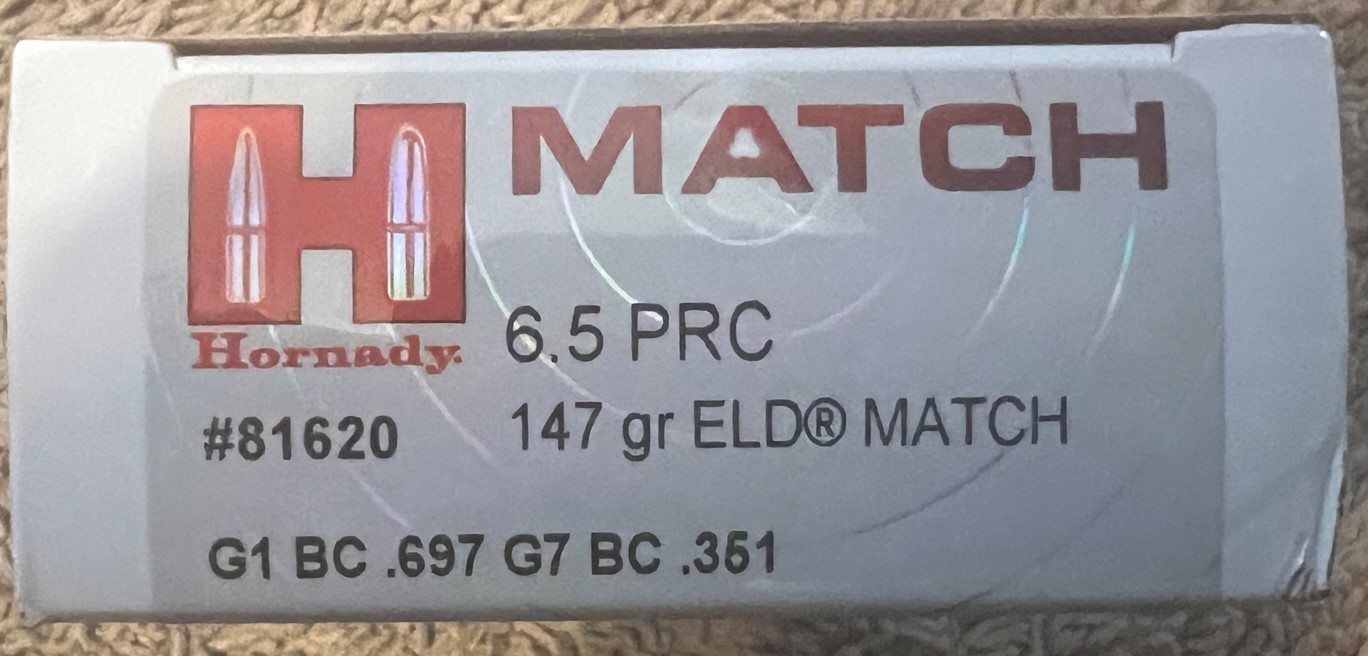 MATCH
Hornady.
6.5 PRC
#81620
147 gr ELD® MATCH
G1 BC .697 G7 BC .351